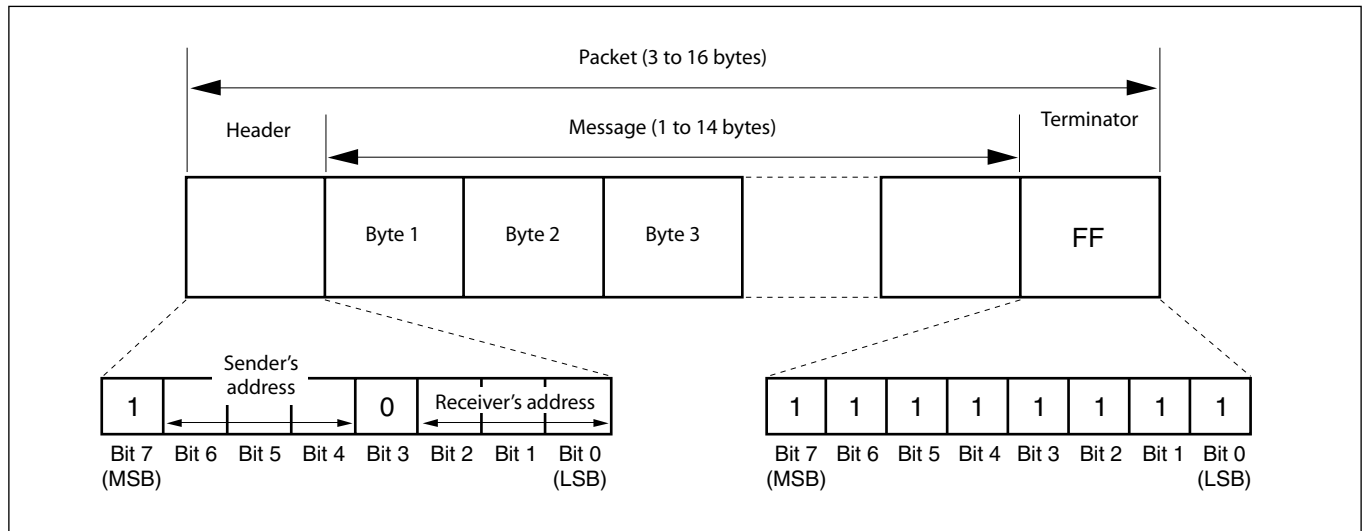 Packet (3 to 16 bytes)
Header
Message (1 to 14 bytes)
Terminator
Byte 1
Byte 2
Byte 3
FF
Sender's
address
1
0
Receiver's address
Bit 7
(MSB)
Bit 6
Bit 5
Bit 4
Bit 3
Bit 2
Bit 1
Bit 0
(LSB)
1 1 1 1 1 1 1 1
Bit 7
(MSB)
Bit 6
Bit 5
Bit 4
Bit 3
Bit 2
Bit 1
Bit 0
(LSB)